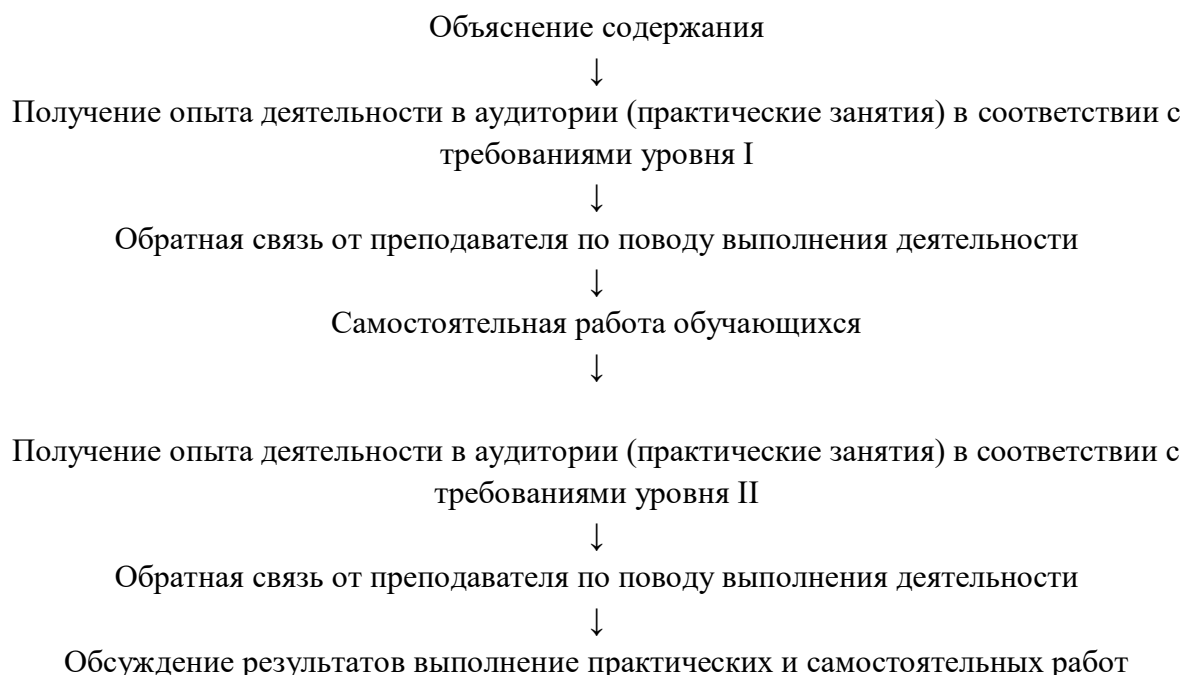 Объяснение содержания
↓
Получение опыта деятельности в аудитории (практические занятия) в соответствии с
требованиями уровня I
↓
Обратная связь от преподавателя по поводу выполнения деятельности
↓
Самостоятельная работа обучающихся
↓
Получение опыта деятельности в аудитории (практические занятия) в соответствии с
требованиями уровня II
↓
Обратная связь от преподавателя по поводу выполнения деятельности
↓
Обсуждение результатов выполнение практических и самостоятельных работ